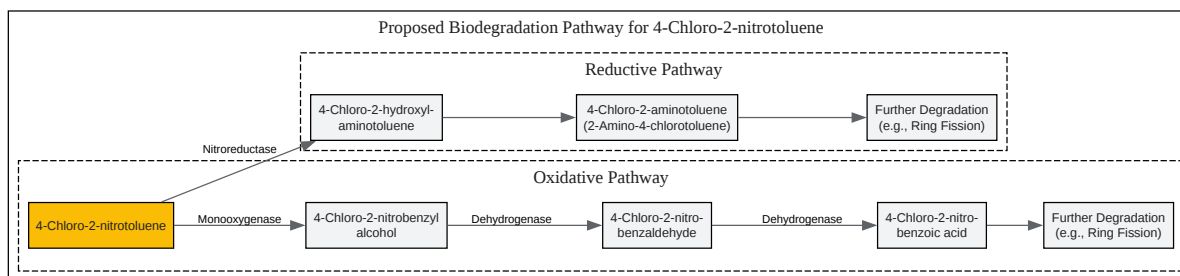 Proposed Biodegradation Pathway for 4-Chloro-2-nitrotoluene
Reductive Pathway
4-Chloro-2-hydroxyl-
aminotoluene
4-Chloro-2-aminotoluene
(2-Amino-4-chlorotoluene)
Further Degradation
(e.g., Ring Fission)
Nitroreductase
Oxidative Pathway
4-Chloro-2-nitrotoluene
Monooxygenase
4-Chloro-2-nitrobenzyl
alcohol
Dehydrogenase
4-Chloro-2-nitro-
benzaldehyde
Dehydrogenase
4-Chloro-2-nitro-
benzoic acid
Further Degradation
(e.g., Ring Fission)